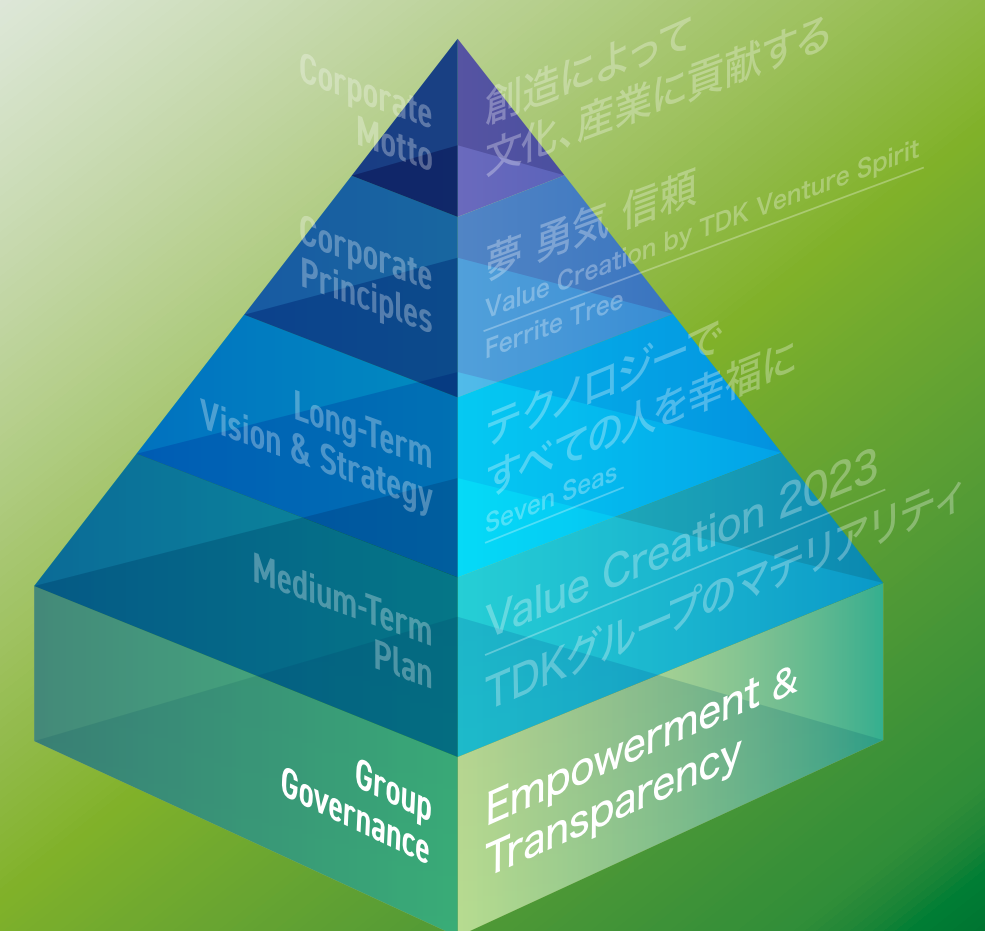 Corporate
Motto
創造によって
文化、産業に貢献する
Corporate
Principles
夢 勇気 信頼
Value Creation by TDK Venture Spirit
Ferrite Tree
Long-Term
Vision & Strategy
テクノロジーで
すべての人を幸福に
Seven Seas
Medium-Term
Plan
Value Creation 2023
TDKグループのマテリアリティ
Group
Governance
Empowerment &
Transparency